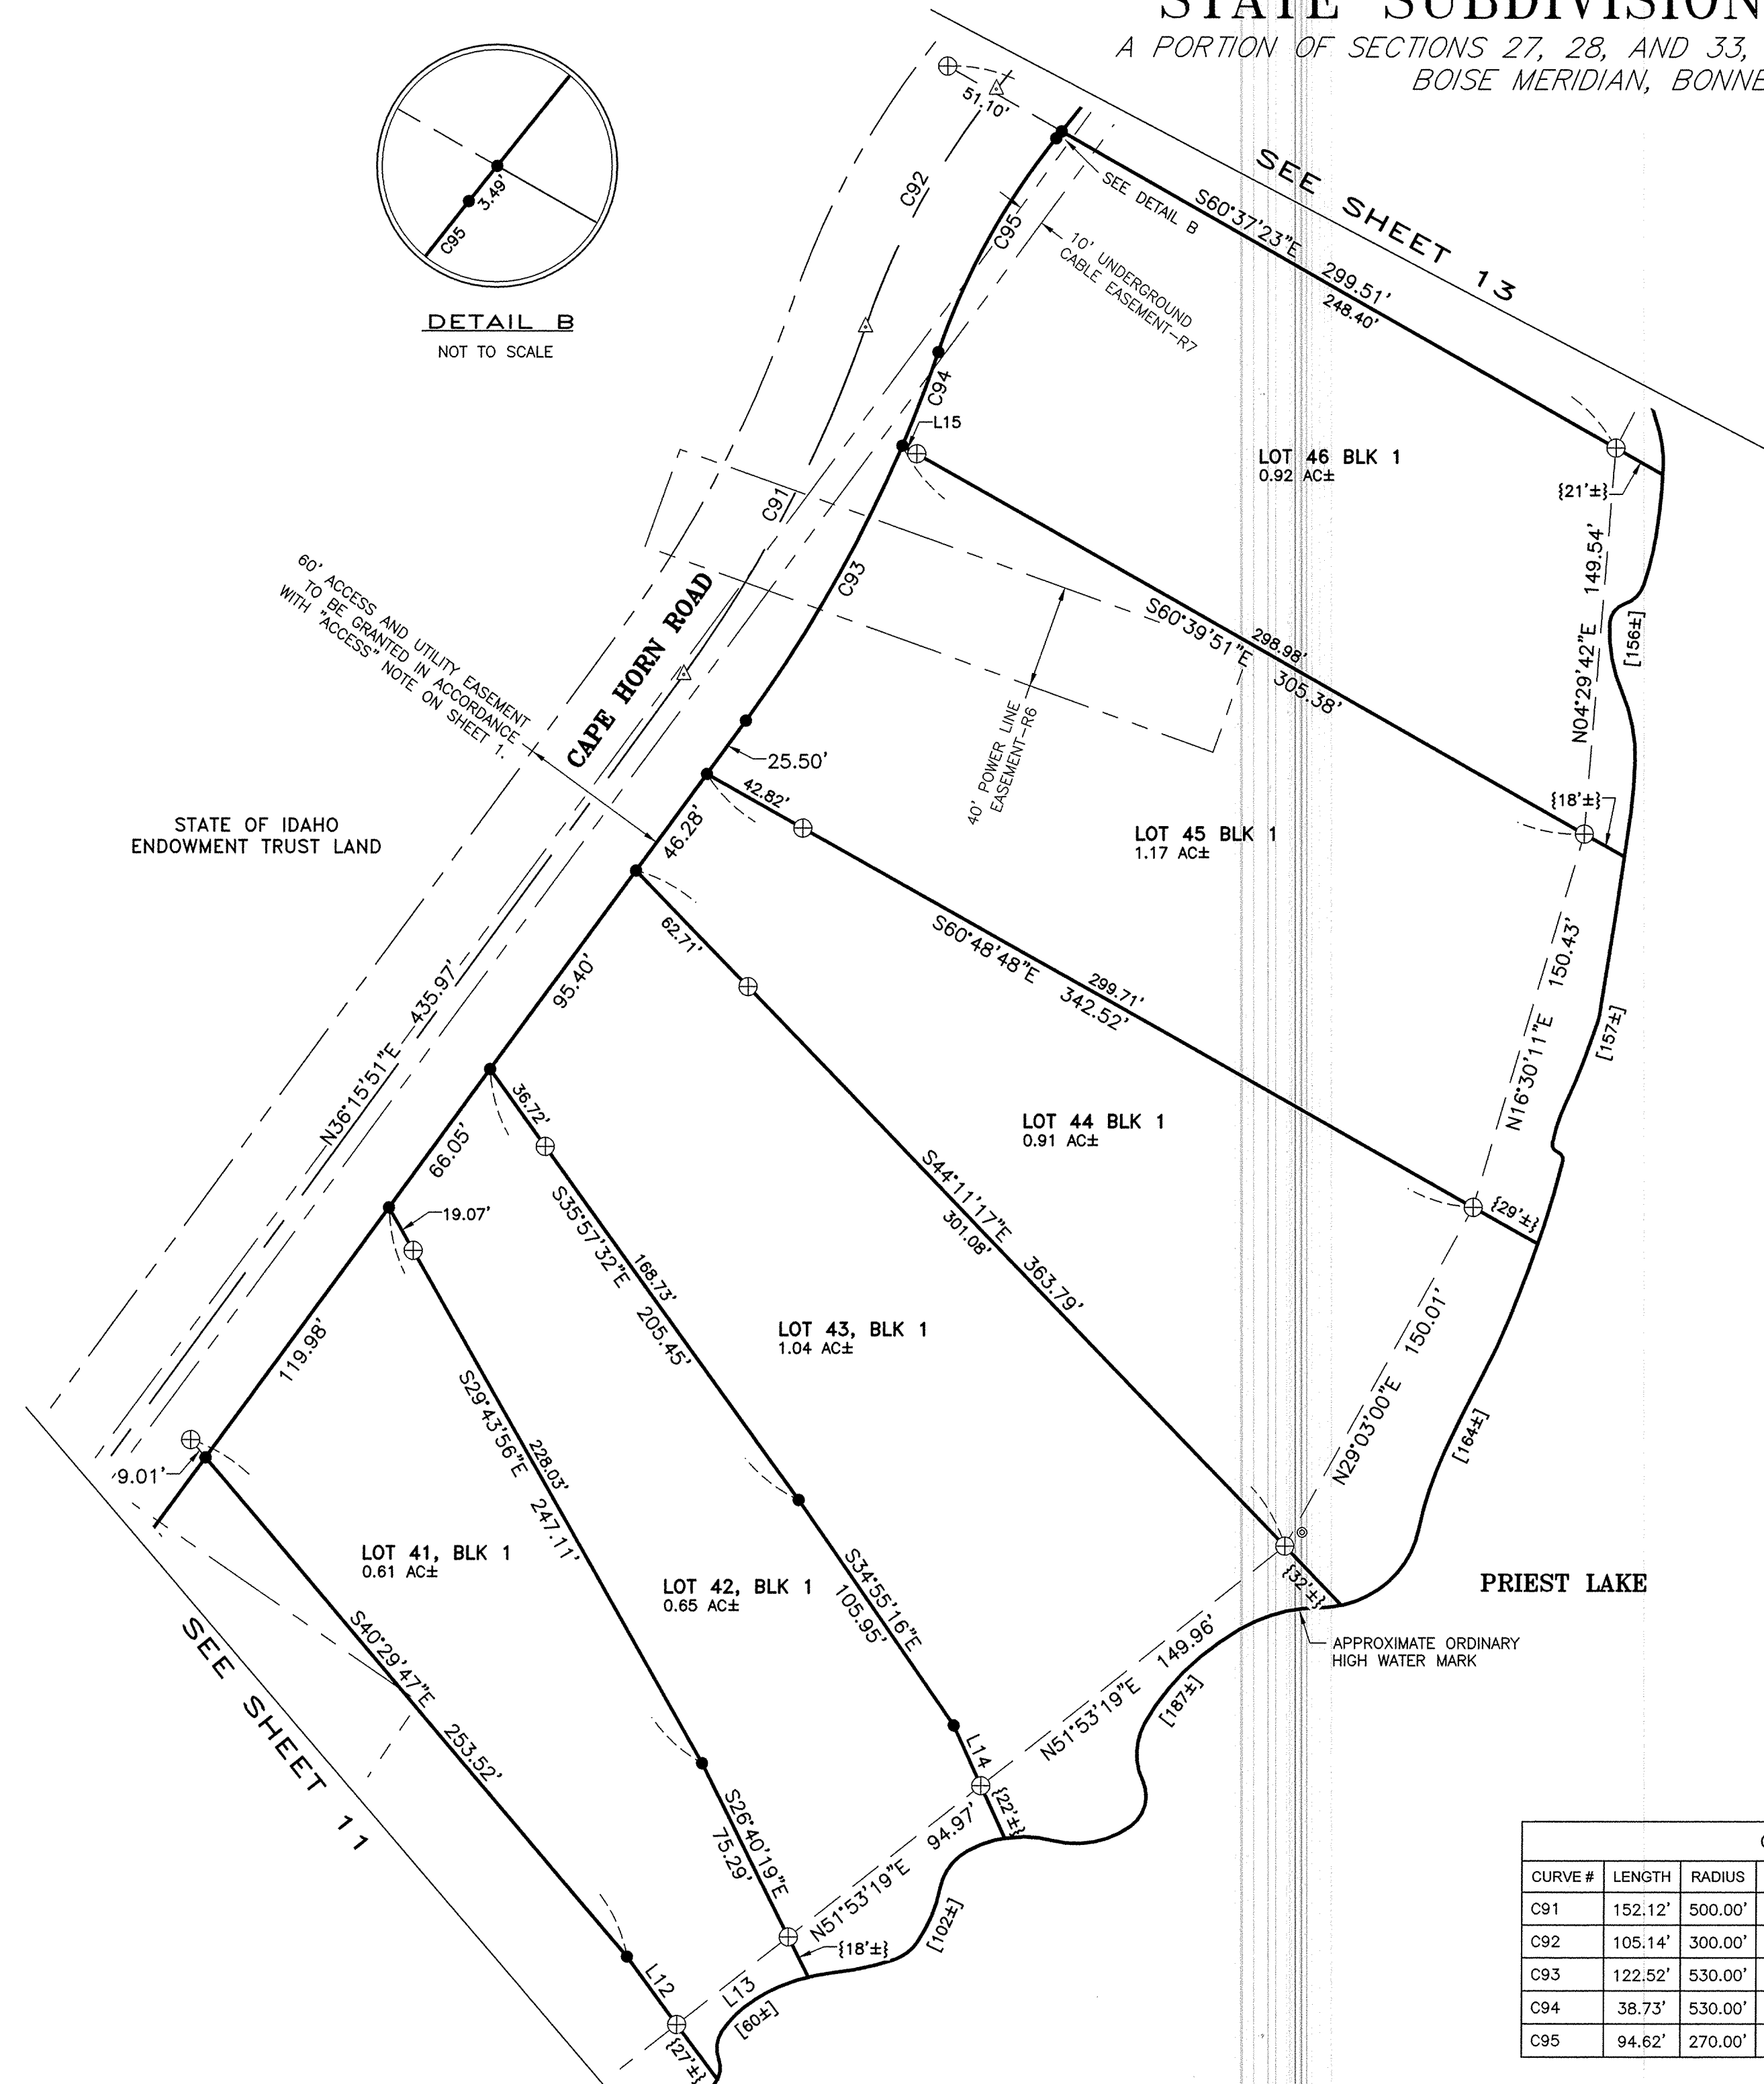 STATE SUBDIVISION
A PORTION OF SECTIONS 27, 28, AND 33,
BOISE MERIDIAN, BONNE
C95
3.49'
DETAIL B
NOT TO SCALE
51.10'
C92
C95
SEE DETAIL B
S60°37'23"E 299.51'
248.40'
SEE SHEET 13
10' UNDERGROUND
CABLE EASEMENT-R7
C94
L15
C91
LOT 46 BLK 1
0.92 AC±
{21'±}
N04°29'42"E 149.54'
[156±]
C93
S60°39'51"E 305.38'
298.98'
60' ACCESS AND UTILITY EASEMENT
TO BE GRANTED IN ACCORDANCE
WITH "ACCESS" NOTE ON SHEET 1.
CAPE HORN ROAD
25.50'
40' POWER LINE
EASEMENT-R6
42.82'
46.28'
{18'±}
STATE OF IDAHO
ENDOWMENT TRUST LAND
LOT 45 BLK 1
1.17 AC±
62.71'
S60°48'48"E 342.52'
299.71'
N16°30'11"E 150.43'
[157±]
95.40'
N36°15'51"E 435.97'
36.72'
LOT 44 BLK 1
0.91 AC±
66.05'
S44°11'17"E 363.79'
301.08'
{29'±}
19.07'
S35°57'32"E 205.45'
168.73'
LOT 43, BLK 1
1.04 AC±
N29°03'00"E 150.01'
[164±]
119.98'
S29°43'56"E 247.11'
228.03'
9.01'
LOT 41, BLK 1
0.61 AC±
LOT 42, BLK 1
0.65 AC±
S34°55'16"E
105.95'
{32'±}
PRIEST LAKE
APPROXIMATE ORDINARY
HIGH WATER MARK
S40°29'47"E 253.52'
SEE SHEET 11
N51°53'19"E 149.96'
[187±]
L14
{22'±}
S26°40'19"E
75.29'
N51°53'19"E 94.97'
[102±]
{18'±}
L12
L13
[60±]
{27'±}
CURVE # LENGTH RADIUS
C91 152.12' 500.00'
C92 105.14' 300.00'
C93 122.52' 530.00'
C94 38.73' 530.00'
C95 94.62' 270.00'